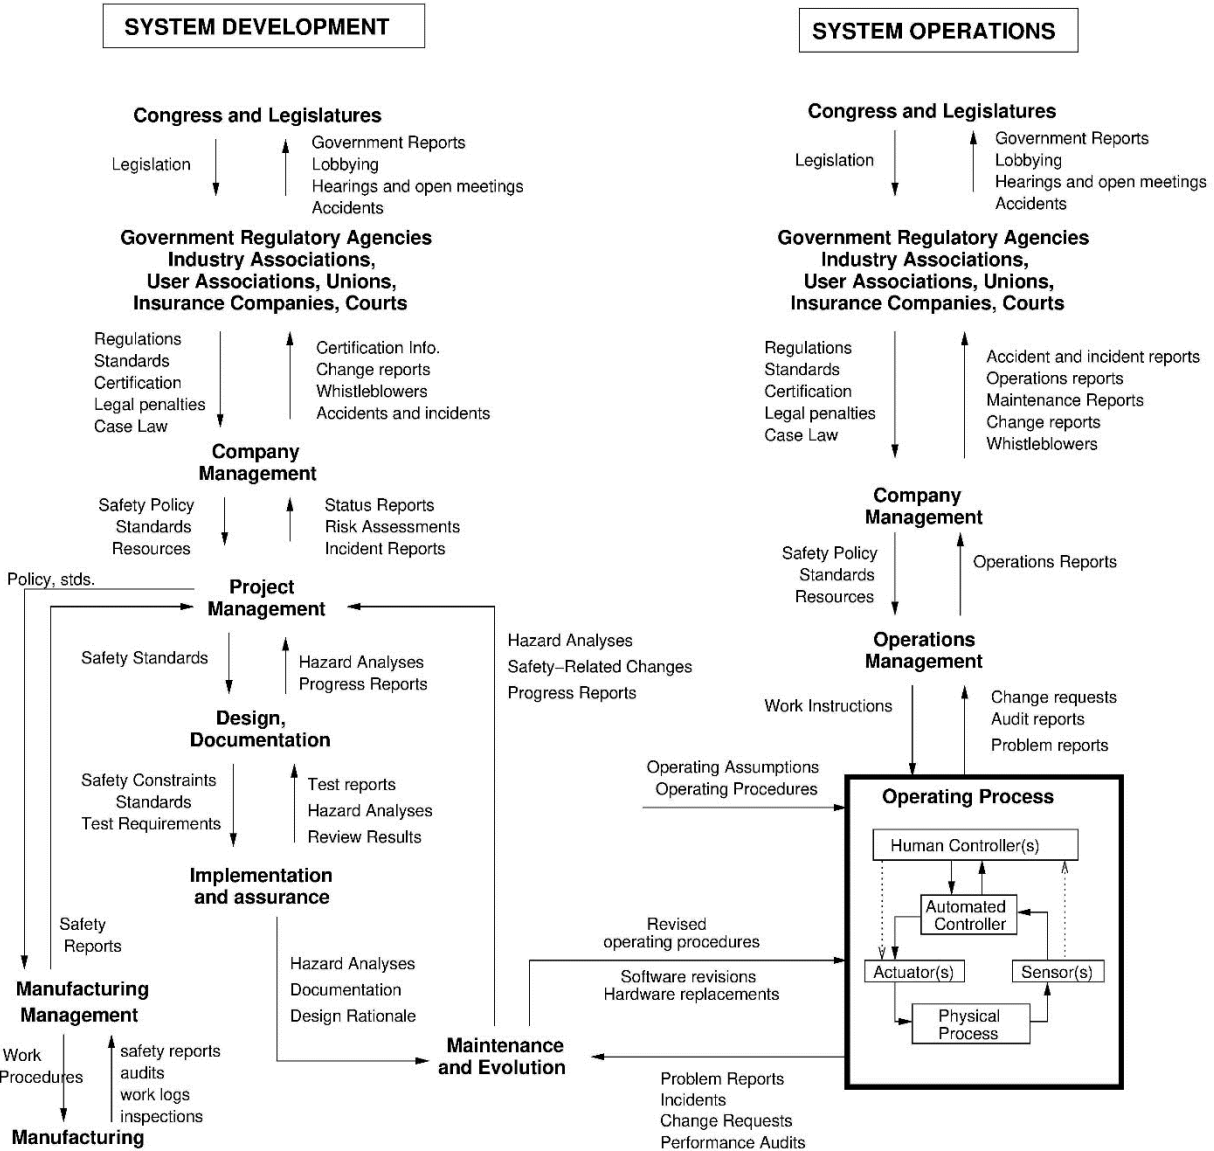 SYSTEM DEVELOPMENT
Congress and Legislatures
Legislation
Government Reports
Lobbying
Hearings and open meetings
Accidents
Government Regulatory Agencies
Industry Associations,
User Associations, Unions,
Insurance Companies, Courts
Regulations
Standards
Certification
Legal penalties
Case Law
Certification Info.
Change reports
Whistleblowers
Accidents and incidents
Company
Management
Safety Policy
Standards
Resources
Status Reports
Risk Assessments
Incident Reports
Policy, stds.
Project
Management
Safety Standards
Hazard Analyses
Progress Reports
Hazard Analyses
Safety-Related Changes
Progress Reports
Design,
Documentation
Safety Constraints
Standards
Test Requirements
Test reports
Hazard Analyses
Review Results
Implementation
and assurance
Safety
Reports
Hazard Analyses
Documentation
Design Rationale
Manufacturing
Management
Work
Procedures
safety reports
audits
work logs
inspections
Manufacturing
Maintenance
and Evolution
SYSTEM OPERATIONS
Congress and Legislatures
Legislation
Government Reports
Lobbying
Hearings and open meetings
Accidents
Government Regulatory Agencies
Industry Associations,
User Associations, Unions,
Insurance Companies, Courts
Regulations
Standards
Certification
Legal penalties
Case Law
Accident and incident reports
Operations reports
Maintenance Reports
Change reports
Whistleblowers
Company
Management
Safety Policy
Standards
Resources
Operations Reports
Operations
Management
Work Instructions
Change requests
Audit reports
Problem reports
Operating Assumptions
Operating Procedures
Operating Process
Human Controller(s)
Automated
Controller
Actuator(s)
Sensor(s)
Physical
Process
Revised
operating procedures
Software revisions
Hardware replacements
Problem Reports
Incidents
Change Requests
Performance Audits